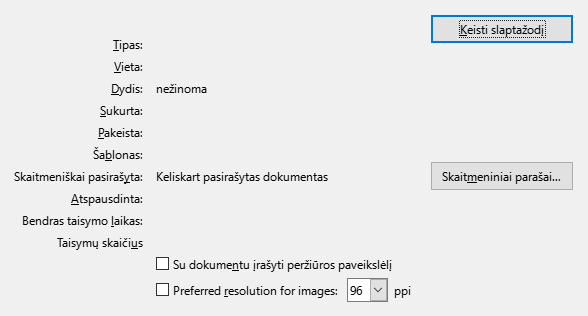 Keisti slaptažodį
Tipas:
Vieta:
Dydis: nežinoma
Sukurta:
Pakeista:
Šablonas:
Skaitmeniškai pasirašyta: Keliskart pasirašytas dokumentas Skaitmeniniai parašai...
Atspausdinta:
Bendras taisymo laikas:
Taisymų skaičius
Su dokumentu įrašyti peržiūros paveikslėlį
Preferred resolution for images: 96 ppi